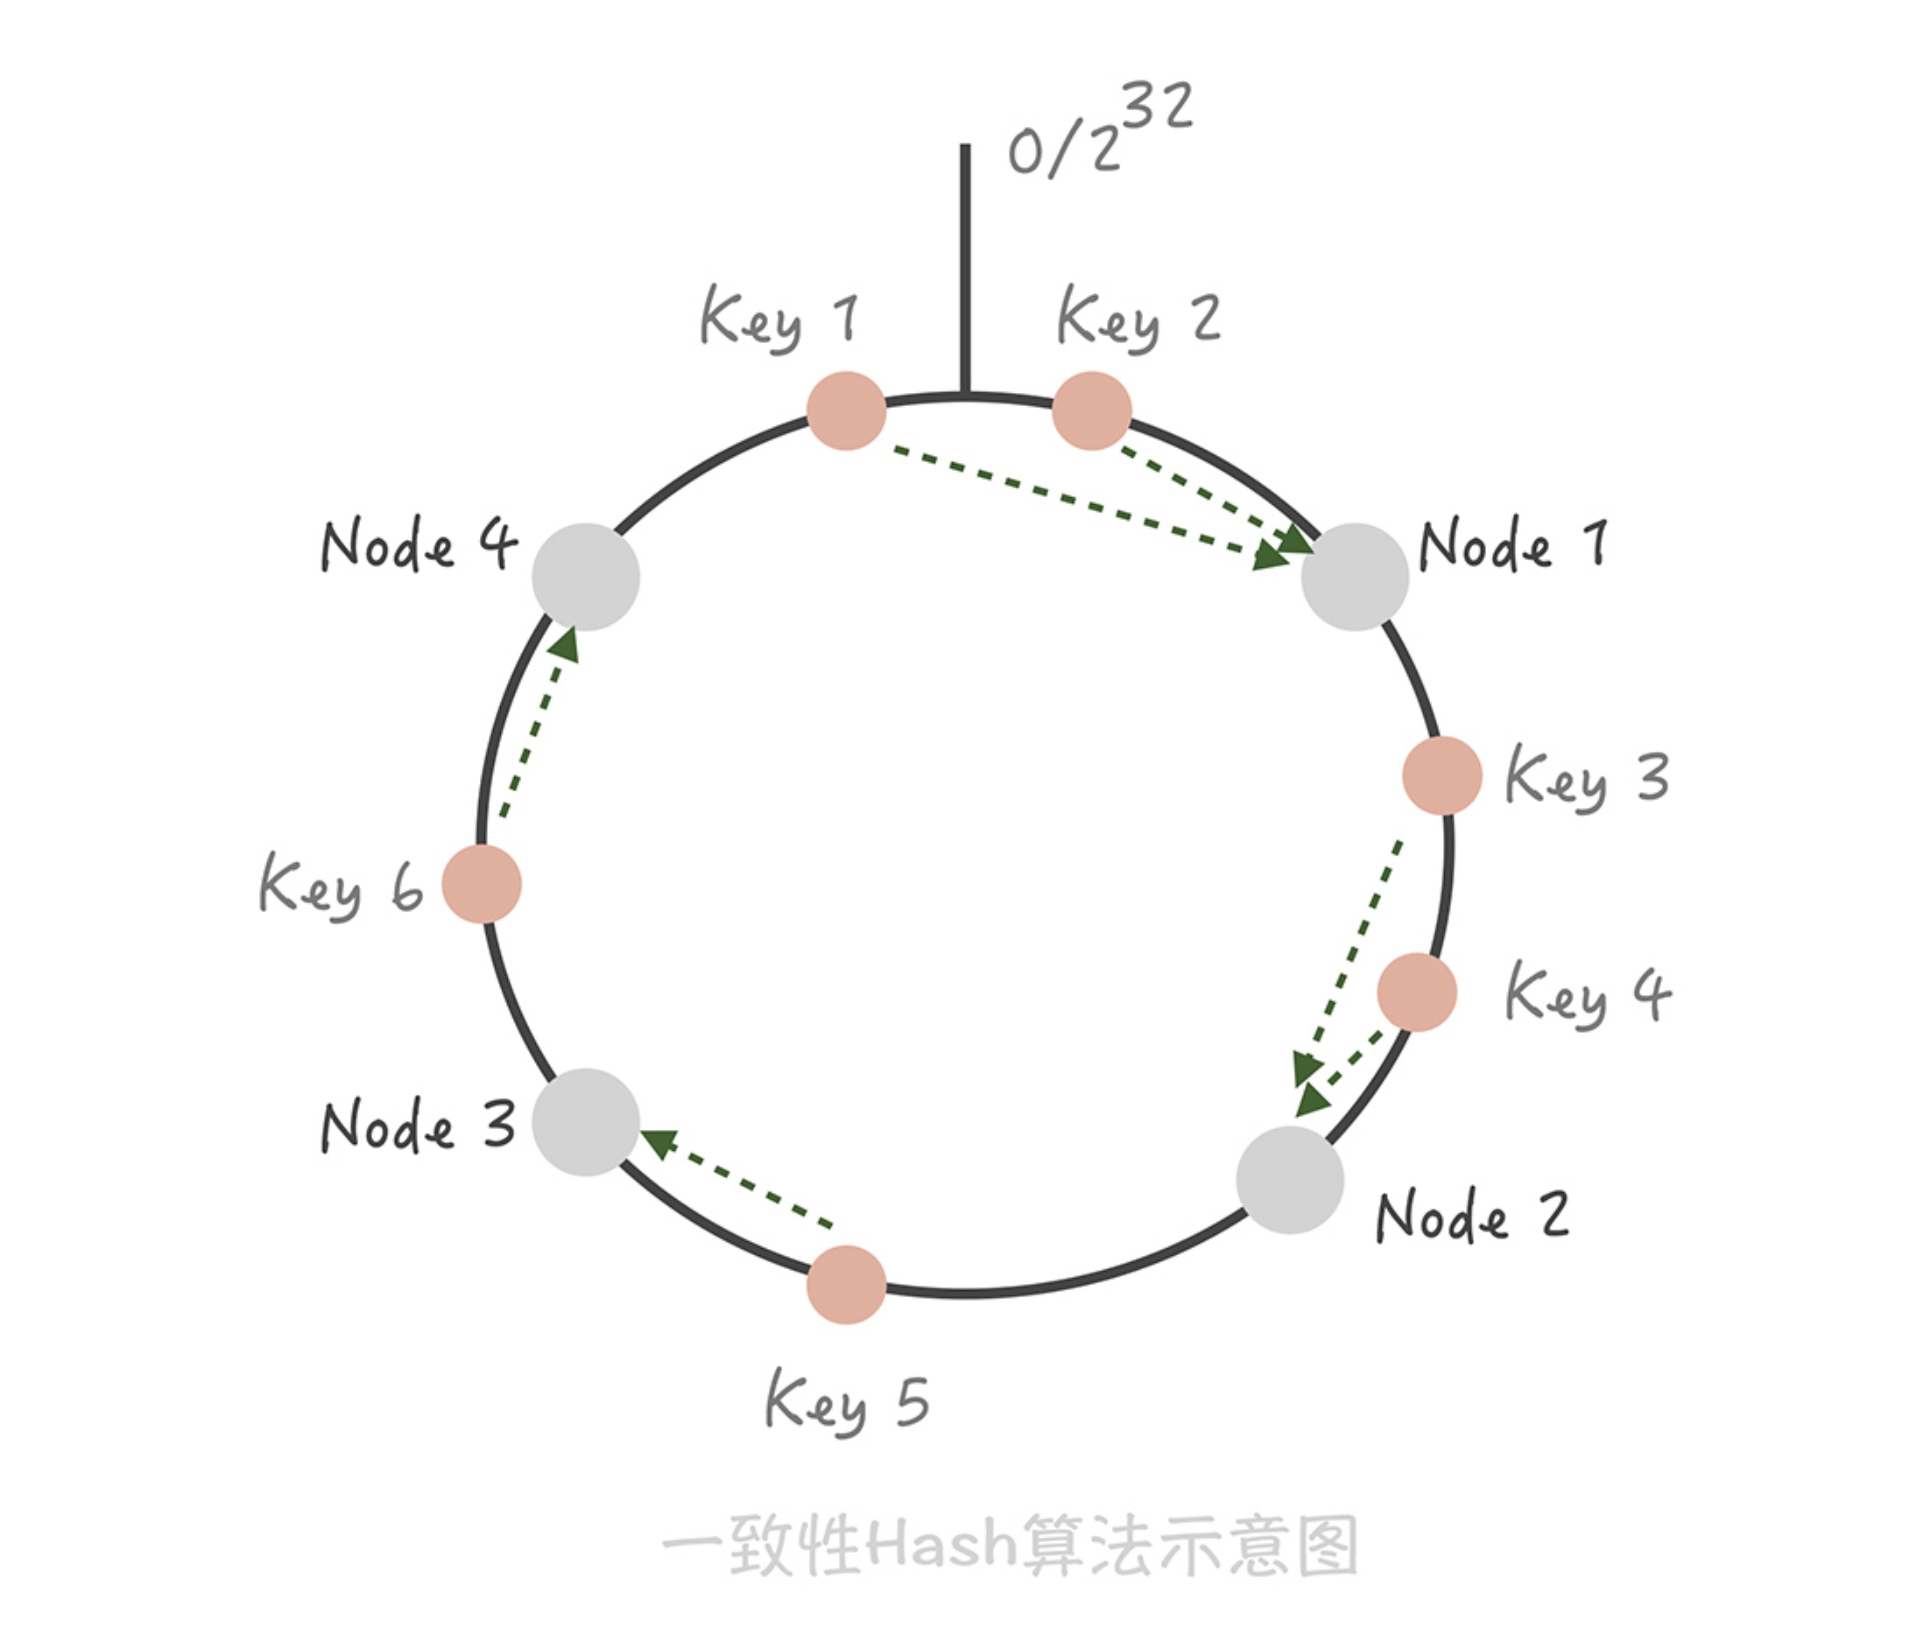 0/2^32
Key 1
Key 2
Node 4
Node 1
Key 3
Key 6
Key 4
Node 3
Node 2
Key 5
一致性Hash算法示意图